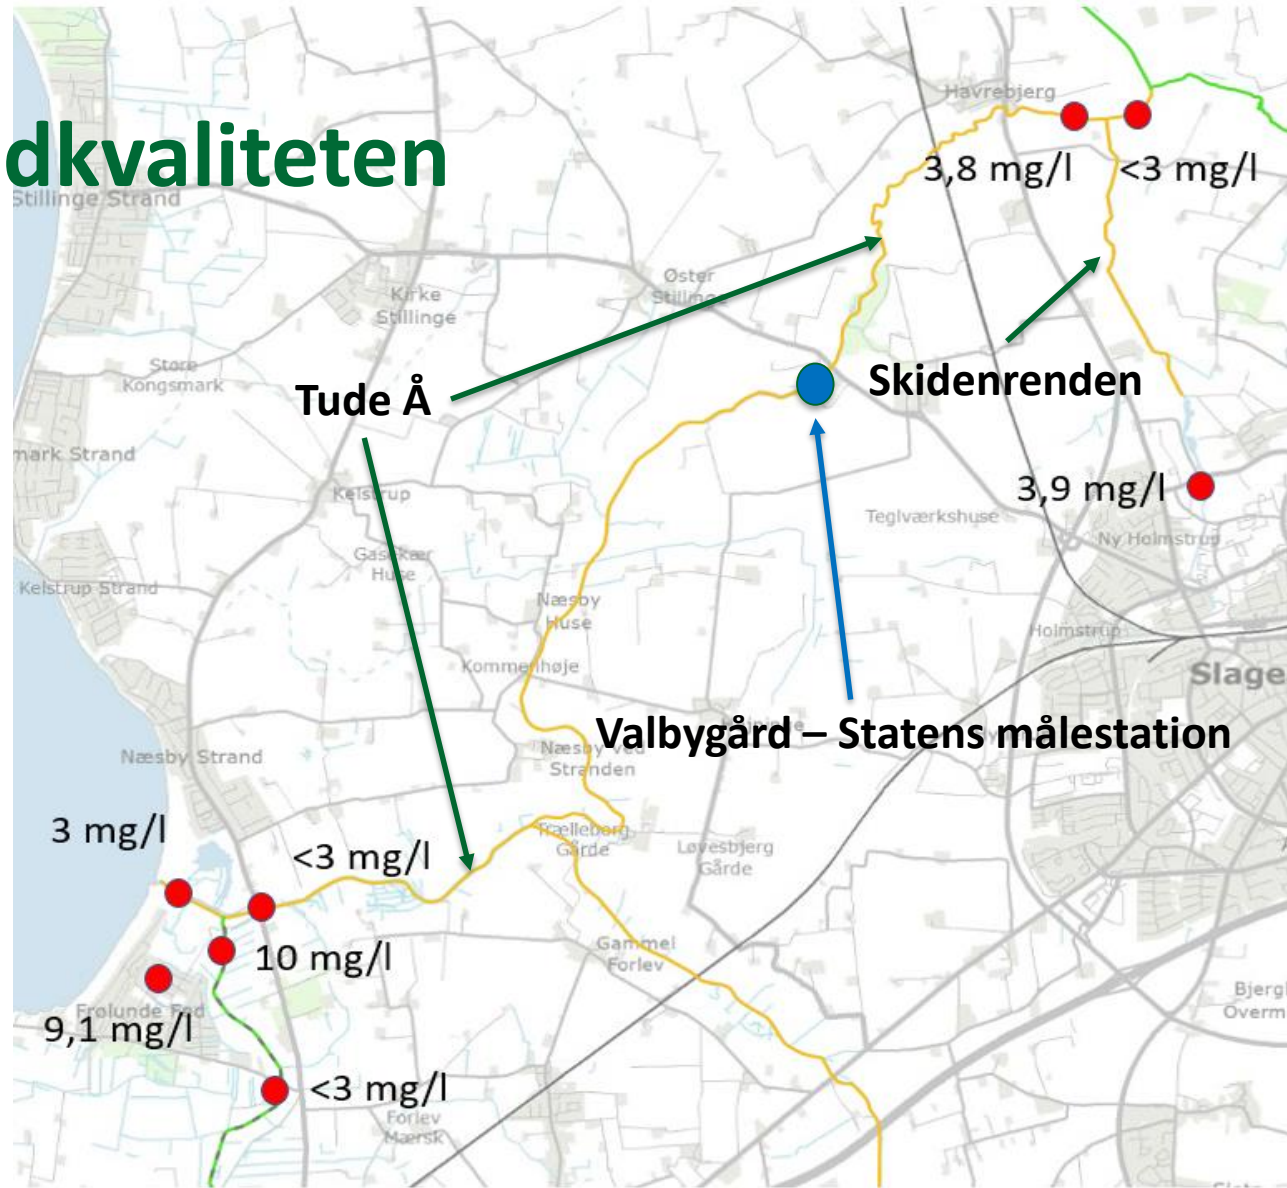 Havrebjerg
dkvaliteten
3,8 mg/l
<3 mg/l
Stillinge Strand
Øster
Stillinge
Kirke
Stillinge
Store
Kongsmark
Tude Å
Skidenrenden
mark Strand
Kelstrup
3,9 mg/l
Teglværkshuse
Ny Holmstrup
Gasekær
Huse
Kelstrup Strand
Næsby
Huse
Holmstrup
Kommerhøje
Slage
Valbygård – Statens målestation
Næsby Strand
Næsby ved
Stranden
3 mg/l
<3 mg/l
Trælleborg
Gårde
Løvesbjerg
Gårde
10 mg/l
Gammel
Forlev
Bjergb
Overm
Frølunde Fed
9,1 mg/l
<3 mg/l
Forlev
Mærsk